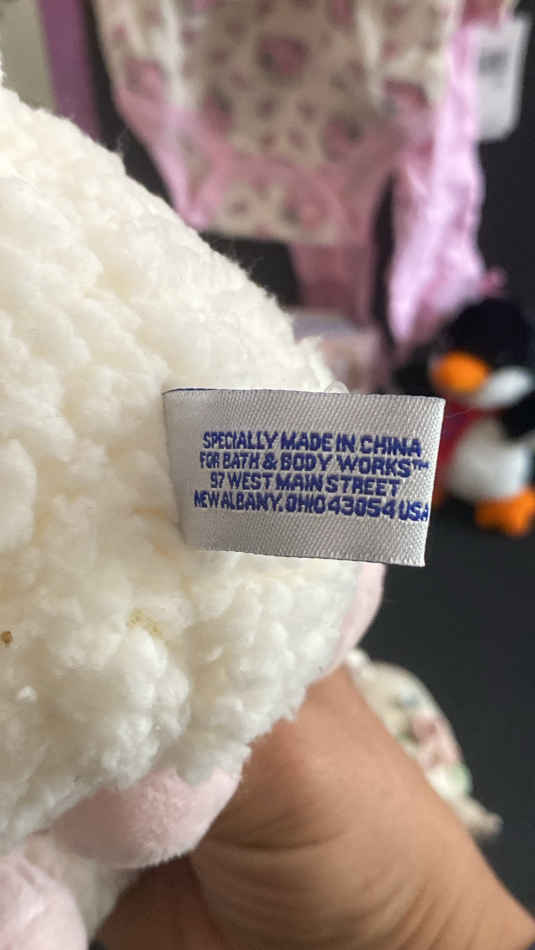 SPECIALLY MADE IN CHINA
FOR BATH & BODY WORKS™
97 WEST MAIN STREET
NEW ALBANY, OHIO 43054 USA